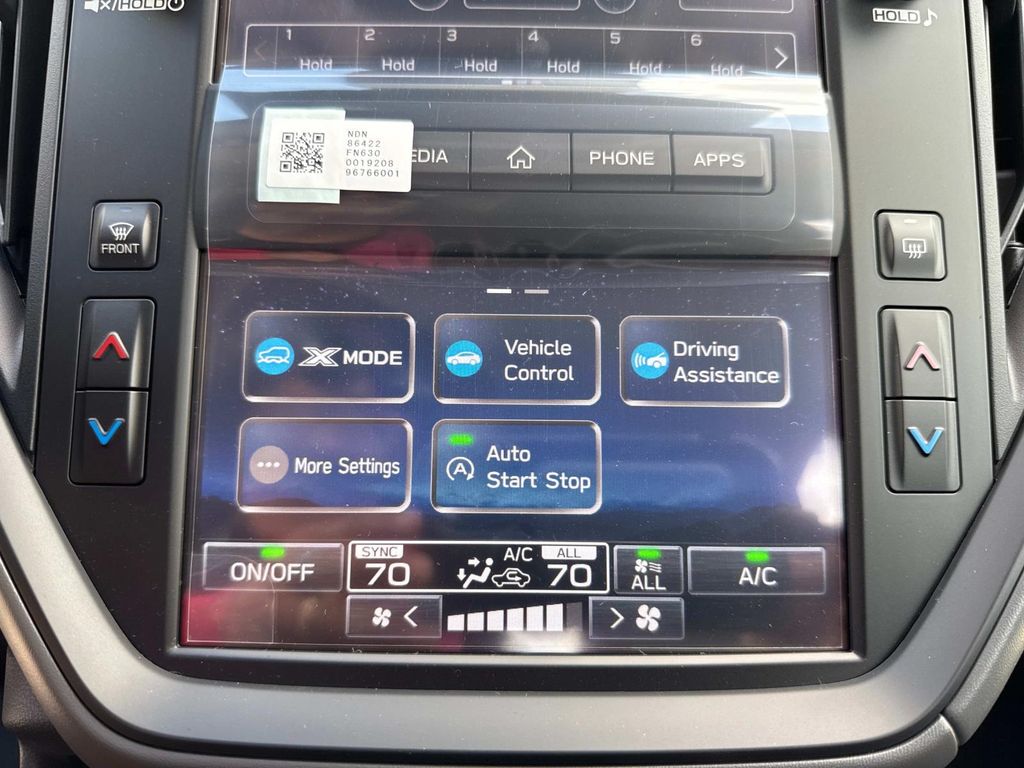 HOLD
HOLD
1 2 3 4 5 6
Hold Hold Hold Hold Hold Hold
NDN
86422
FN630
0019208
96766001
EDIA
PHONE
APPS
FRONT
X MODE
Vehicle
Control
Driving
Assistance
More Settings
A
Auto
Start Stop
ON/OFF
SYNC
70
A/C
ALL
70
ALL
A/C